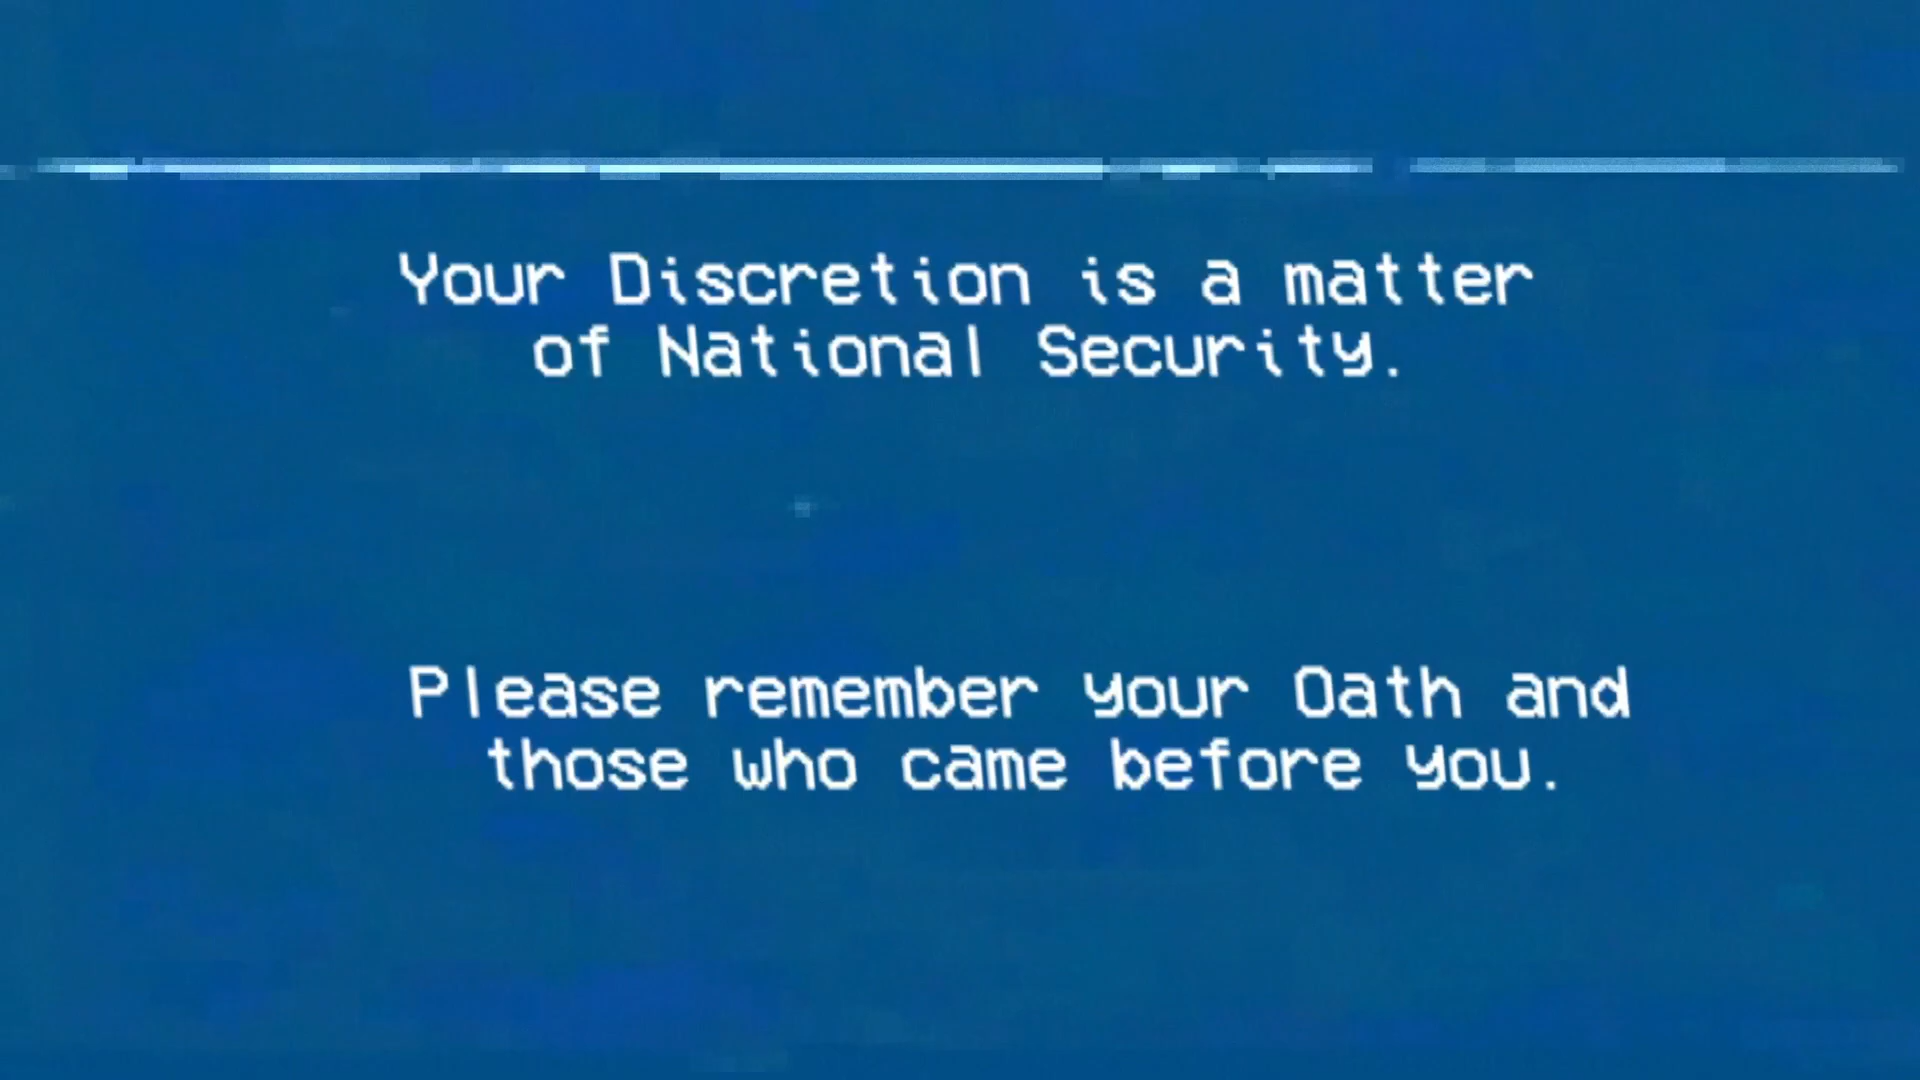 Your Discretion is a matter
of National Security.
Please remember your Oath and
those who came before you.